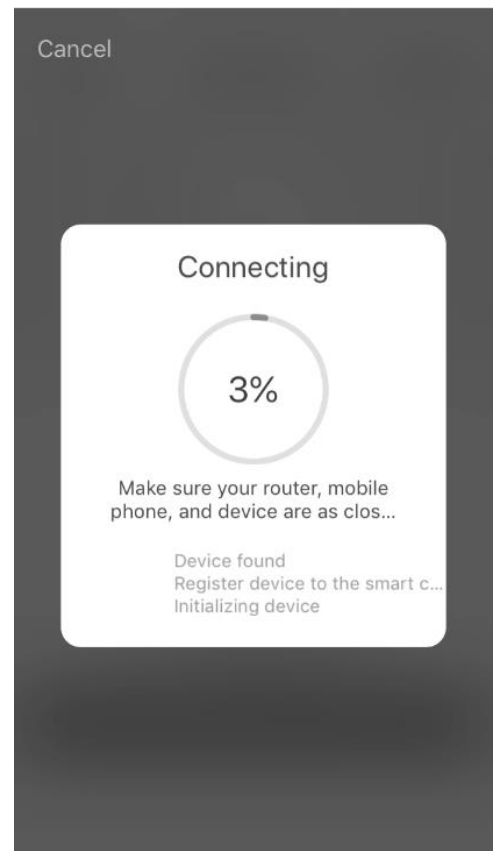 Cancel
Connecting
3%
Make sure your router, mobile
phone, and device are as clos...
Device found
Register device to the smart c...
Initializing device